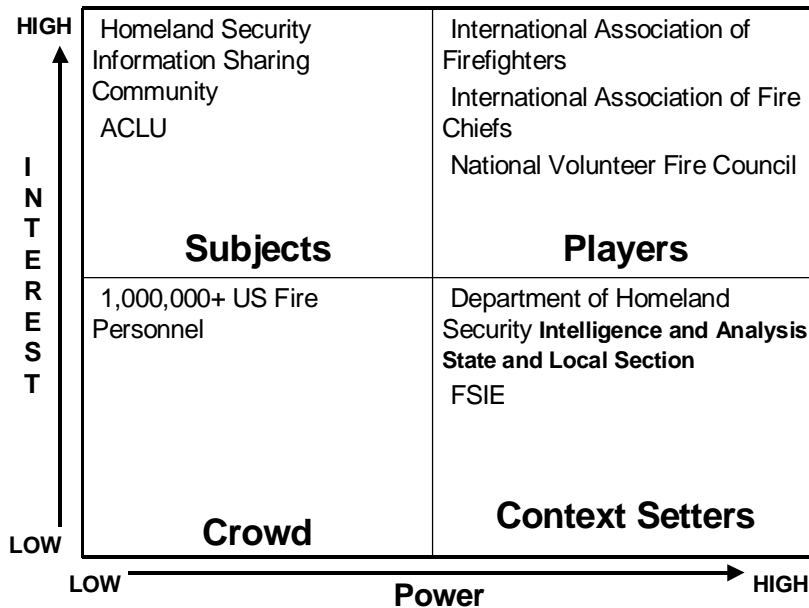 HIGH
Homeland Security
Information Sharing
Community
ACLU
Subjects
International Association of
Firefighters
International Association of Fire
Chiefs
National Volunteer Fire Council
Players
I
N
T
E
R
E
S
T
1,000,000+ US Fire
Personnel
Crowd
Department of Homeland
Security Intelligence and Analysis
State and Local Section
FSIE
Context Setters
LOW
LOW
Power
HIGH